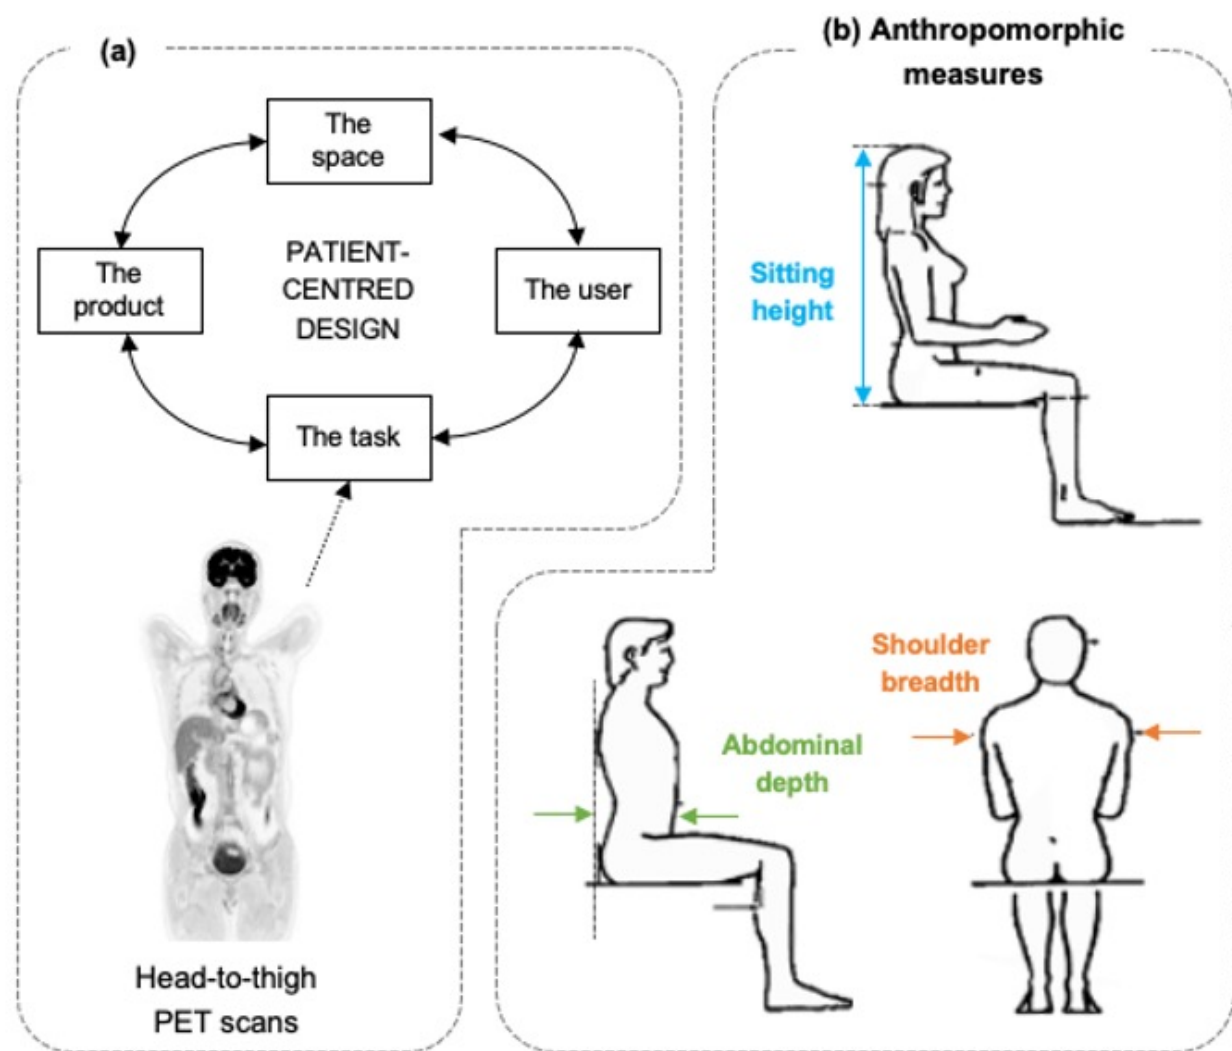 (a)
The
space
The
product
PATIENT-
CENTRED
DESIGN
The user
The task
Head-to-thigh
PET scans
(b) Anthropomorphic
measures
Sitting
height
Abdominal
depth
Shoulder
breadth